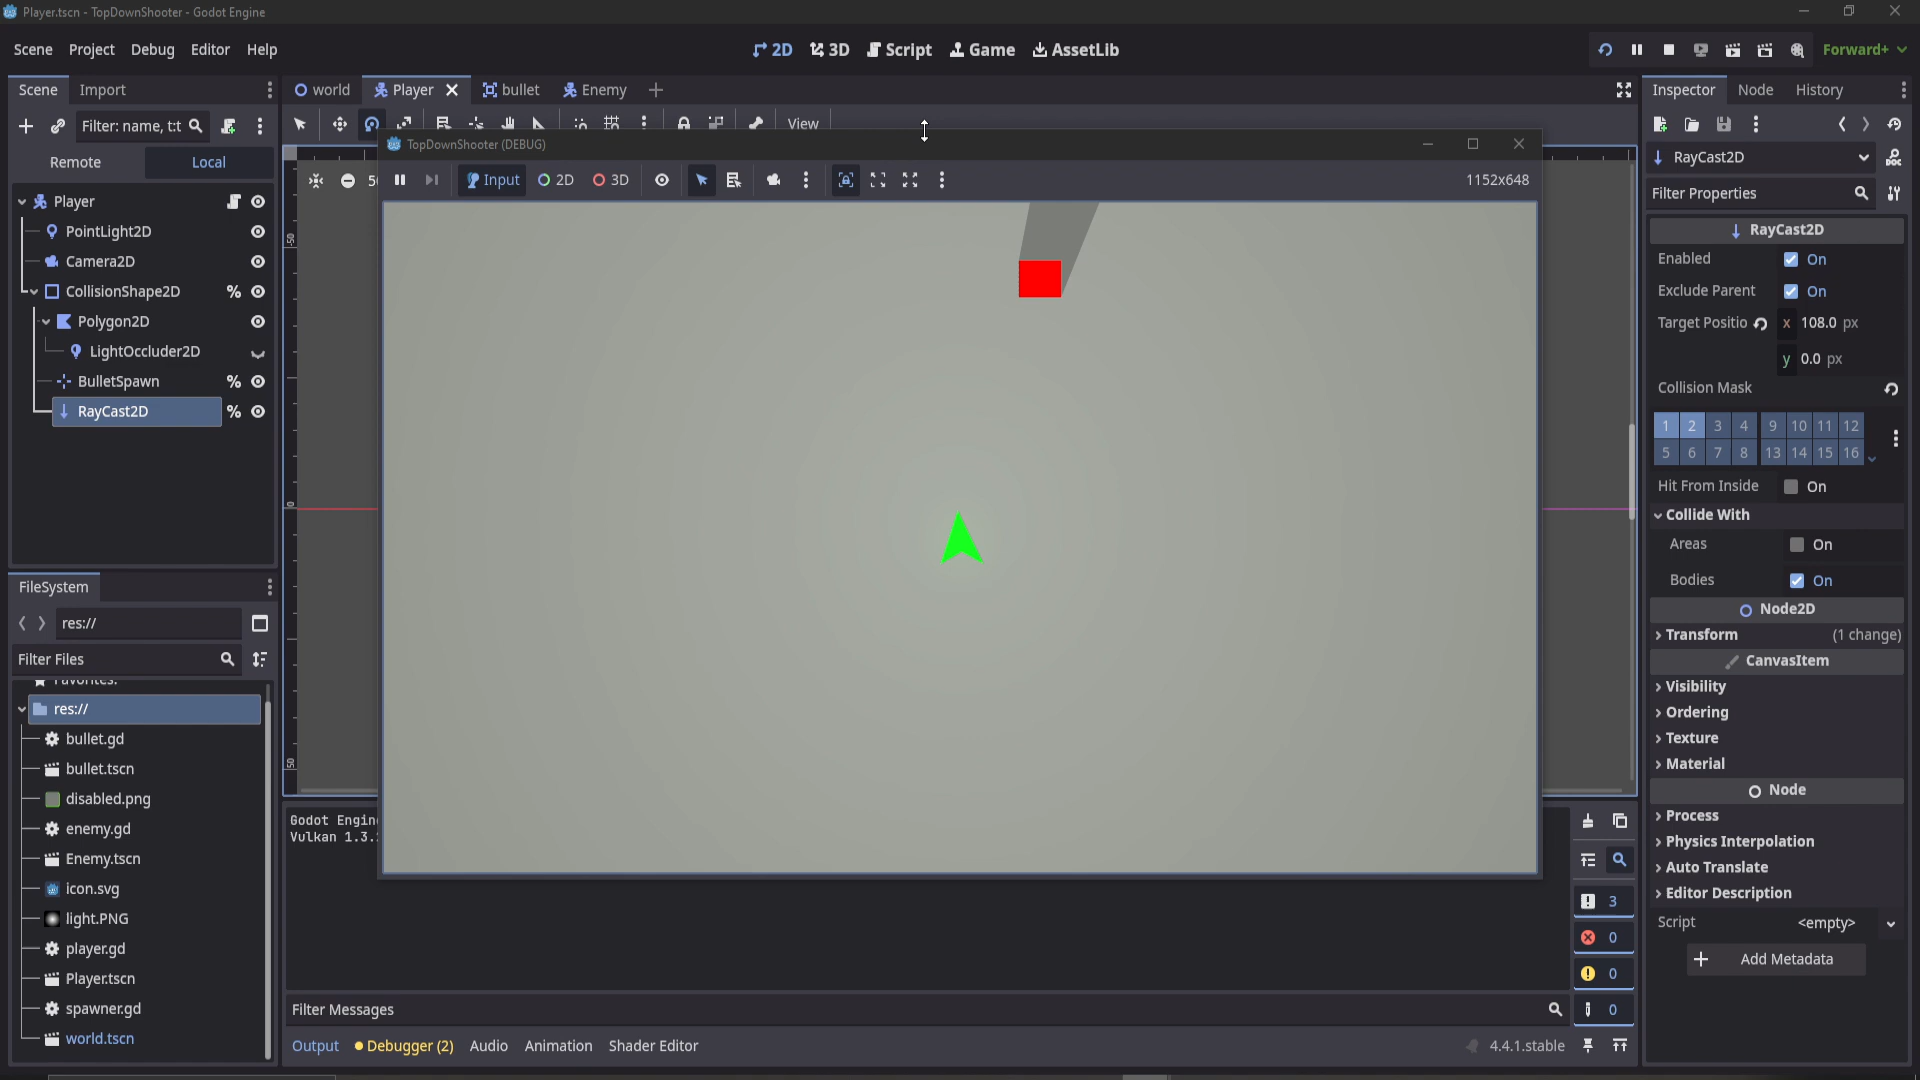 Player.tscn - TopDownShooter - Godot Engine
Scene Project Debug Editor Help
2D 3D Script Game AssetLib
Forward+
Scene Import
world Player bullet Enemy
Inspector Node History
Filter: name, t:t
View
TopDownShooter (DEBUG)
Remote Local
RayCast2D
50
Input 2D 3D
1152x648
Filter Properties
Player
PointLight2D
Camera2D
CollisionShape2D
Polygon2D
LightOccluder2D
BulletSpawn
RayCast2D
-50
0
50
RayCast2D
Enabled On
Exclude Parent On
Target Positio x 108.0 px
y 0.0 px
Collision Mask
1 2 3 4 9 10 11 12
5 6 7 8 13 14 15 16
Hit From Inside On
Collide With
Areas On
Bodies On
Node2D
Transform (1 change)
CanvasItem
Visibility
Ordering
Texture
Material
Node
Process
Physics Interpolation
Auto Translate
Editor Description
Script <empty>
Add Metadata
FileSystem
res://
Filter Files
Favorites:
res://
bullet.gd
bullet.tscn
disabled.png
enemy.gd
Enemy.tscn
icon.svg
light.PNG
player.gd
Player.tscn
spawner.gd
world.tscn
Godot Engin
Vulkan 1.3.
3
0
0
0
Filter Messages
Output Debugger (2) Audio Animation Shader Editor
4.4.1.stable